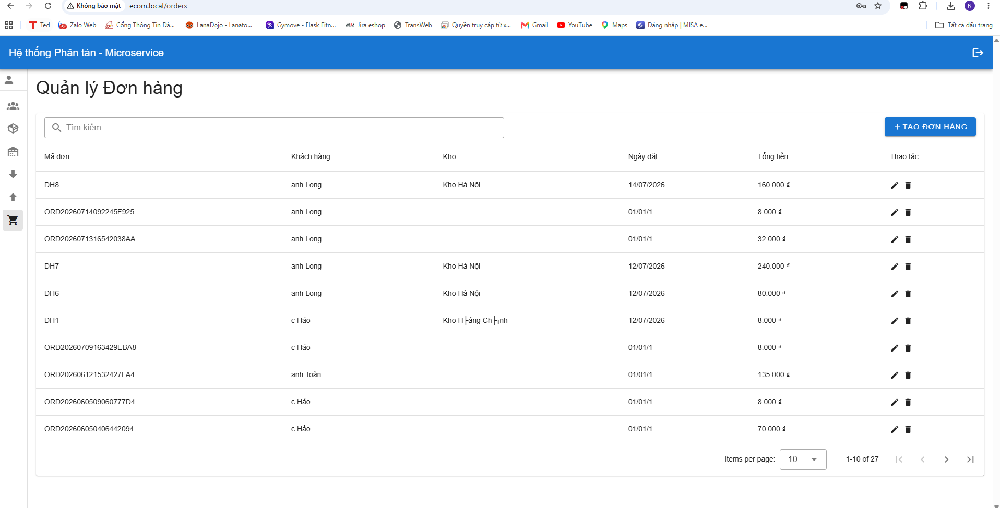 Không bảo mật ecom.local/orders N
Ted Zalo Web Cổng Thông Tin Đà... LanaDojo - Lanato... Gymove - Flask Fitn... Jira eshop TransWeb Quyền truy cập từ x... Gmail YouTube Maps Đăng nhập | MISA e... Tất cả dấu trang
Hệ thống Phân tán - Microservice
Quản lý Đơn hàng
Tìm kiếm
+ TẠO ĐƠN HÀNG
Mã đơn Khách hàng Kho Ngày đặt Tổng tiền Thao tác
DH8 anh Long Kho Hà Nội 14/07/2026 160.000 ₫
ORD20260714092245F925 anh Long 01/01/1 8.000 ₫
ORD2026071316542038AA anh Long 01/01/1 32.000 ₫
DH7 anh Long Kho Hà Nội 12/07/2026 240.000 ₫
DH6 anh Long Kho Hà Nội 12/07/2026 80.000 ₫
DH1 c Hảo Kho H├áng Ch├¡nh 12/07/2026 8.000 ₫
ORD20260709163429EBA8 c Hảo 01/01/1 8.000 ₫
ORD202606121532427FA4 anh Toàn 01/01/1 135.000 ₫
ORD2026060509060777D4 c Hảo 01/01/1 8.000 ₫
ORD202606050406442094 c Hảo 01/01/1 70.000 ₫
Items per page: 10 1-10 of 27